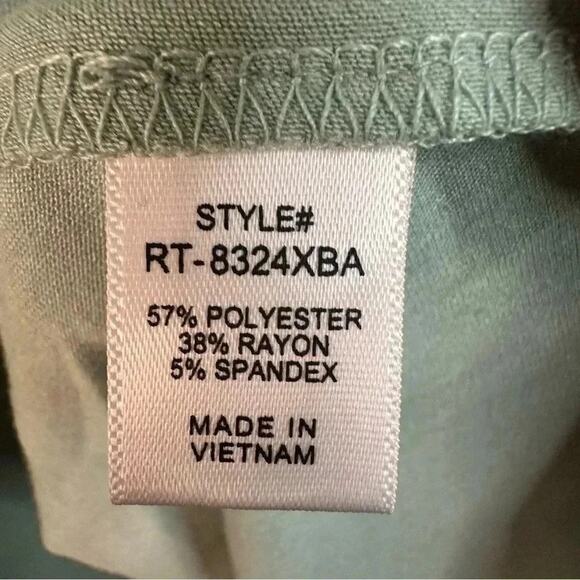 STYLE#
RT-8324XBA
57% POLYESTER
38% RAYON
5% SPANDEX
MADE IN
VIETNAM